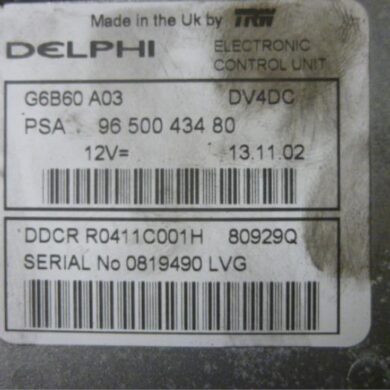 Made in the Uk by TRW
DELPHI ELECTRONIC
CONTROL UNIT
G6B60 A03 DV4DC
PSA 96 500 434 80
12V= 13.11.02
DDCR R0411C001H 80929Q
SERIAL No 0819490 LVG